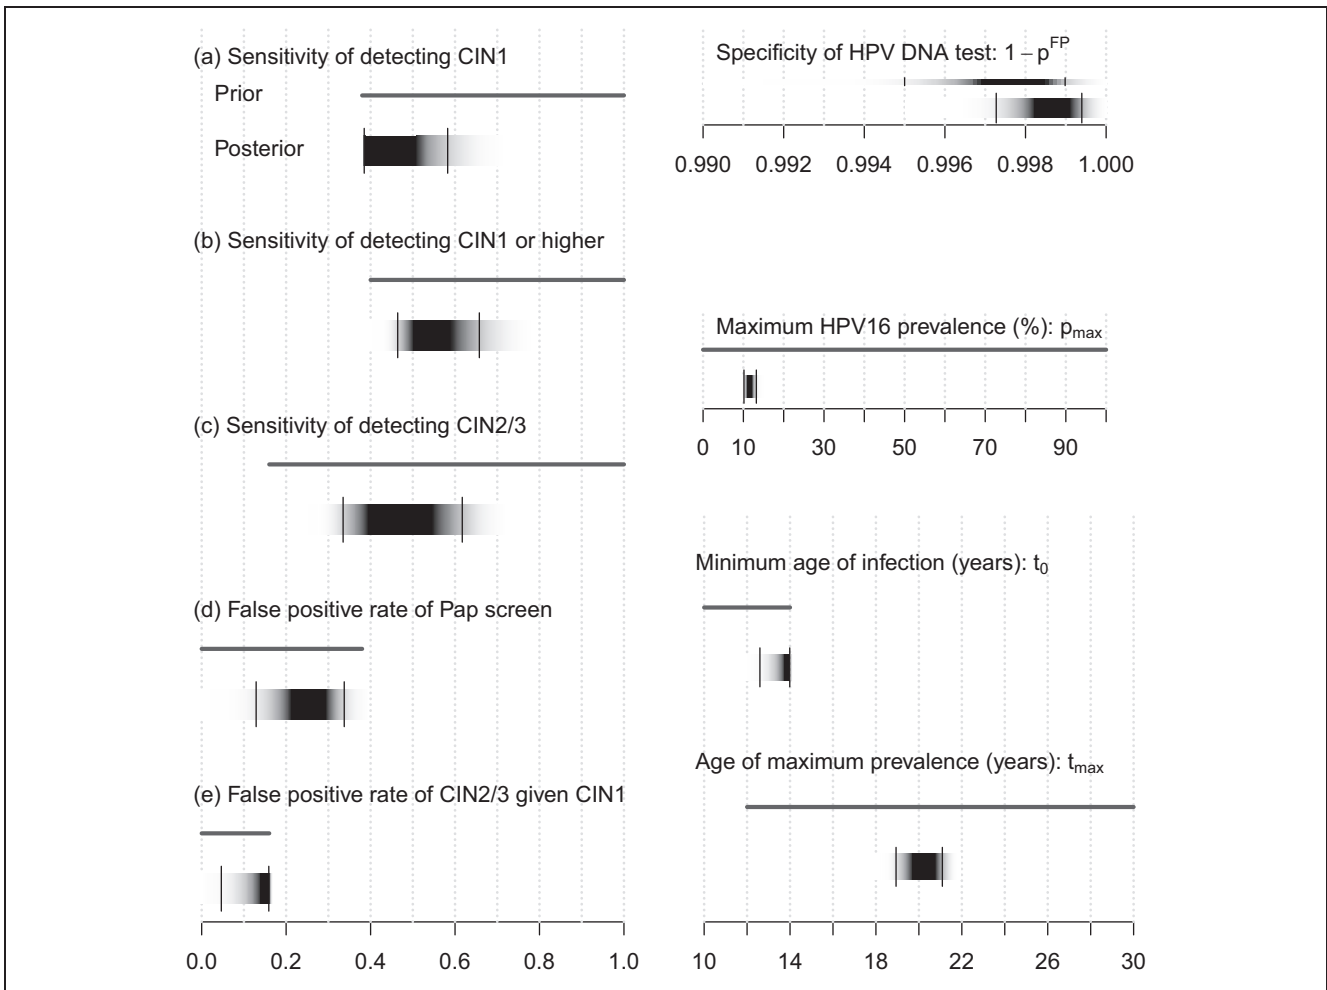 (a) Sensitivity of detecting CIN1
Prior
Posterior
(b) Sensitivity of detecting CIN1 or higher
(c) Sensitivity of detecting CIN2/3
(d) False positive rate of Pap screen
(e) False positive rate of CIN2/3 given CIN1
0.0 0.2 0.4 0.6 0.8 1.0
Specificity of HPV DNA test: 1 – p^FP
0.990 0.992 0.994 0.996 0.998 1.000
Maximum HPV16 prevalence (%): p_max
0 10 30 50 70 90
Minimum age of infection (years): t_0
Age of maximum prevalence (years): t_max
10 14 18 22 26 30